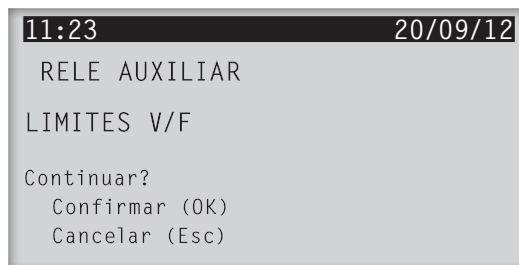 11:23 20/09/12
RELE AUXILIAR
LIMITES V/F
Continuar?
Confirmar (OK)
Cancelar (Esc)